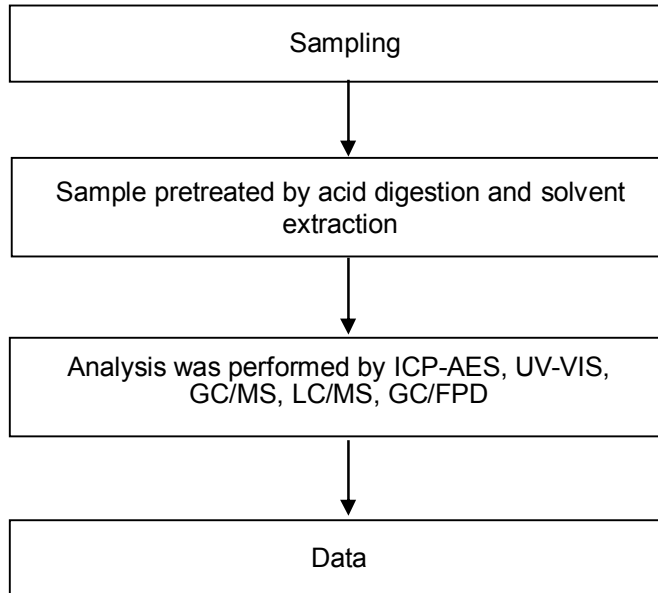 Sampling
Sample pretreated by acid digestion and solvent
extraction
Analysis was performed by ICP-AES, UV-VIS,
GC/MS, LC/MS, GC/FPD
Data